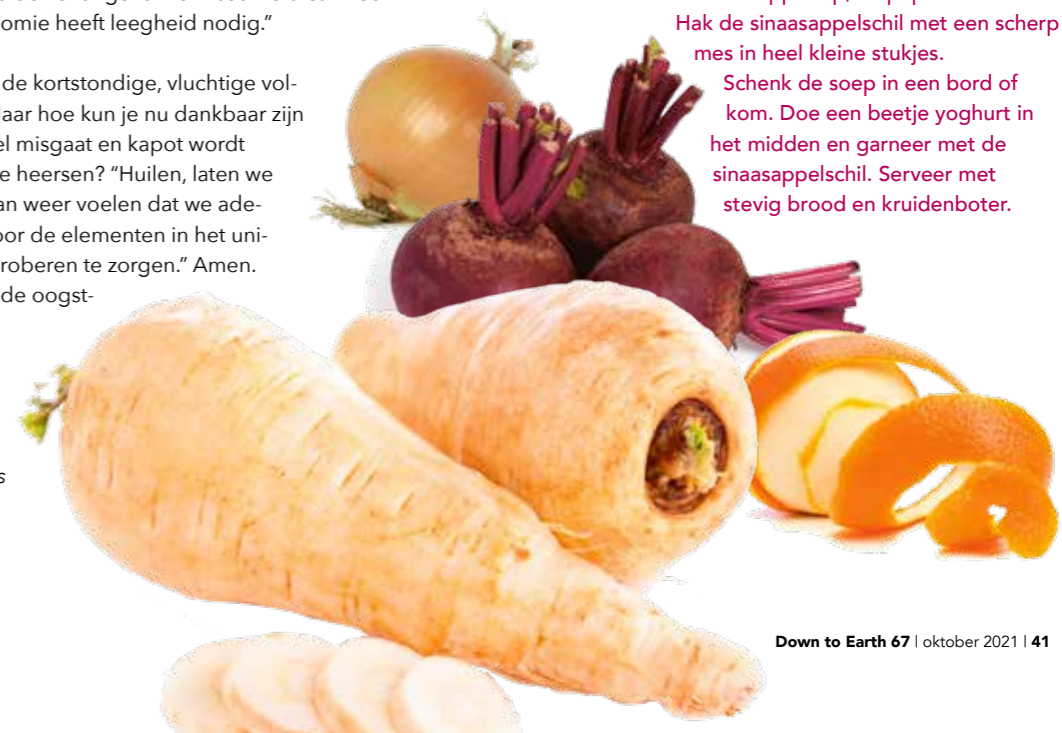 omie heeft leegheid nodig.”
de kortstondige, vluchtige vol-
aar hoe kun je nu dankbaar zijn
el misgaat en kapot wordt
e heersen? “Huilen, laten we
an weer voelen dat we ade-
oor de elementen in het uni-
roberen te zorgen.” Amen.
de oogst-
s
Hak de sinaasappelschil met een scherp
mes in heel kleine stukjes.
Schenk de soep in een bord of
kom. Doe een beetje yoghurt in
het midden en garneer met de
sinaasappelschil. Serveer met
stevig brood en kruidenboter.
Down to Earth 67 | oktober 2021 | 41